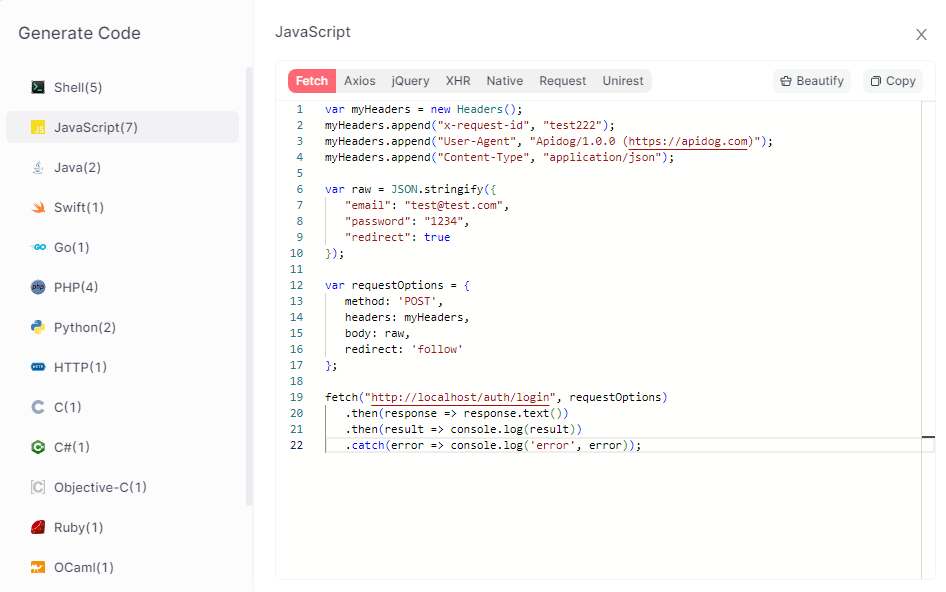 Generate Code
Shell(5)
JavaScript(7)
Java(2)
Swift(1)
Go(1)
PHP(4)
Python(2)
HTTP(1)
C(1)
C#(1)
Objective-C(1)
Ruby(1)
OCaml(1)
JavaScript
Fetch Axios jQuery XHR Native Request Unirest Beautify Copy
1 var myHeaders = new Headers();
2 myHeaders.append("x-request-id", "test222");
3 myHeaders.append("User-Agent", "Apidog/1.0.0 (https://apidog.com)");
4 myHeaders.append("Content-Type", "application/json");
5
6 var raw = JSON.stringify({
7    "email": "test@test.com",
8    "password": "1234",
9    "redirect": true
10 });
11
12 var requestOptions = {
13    method: 'POST',
14    headers: myHeaders,
15    body: raw,
16    redirect: 'follow'
17 };
18
19 fetch("http://localhost/auth/login", requestOptions)
20    .then(response => response.text())
21    .then(result => console.log(result))
22    .catch(error => console.log('error', error));